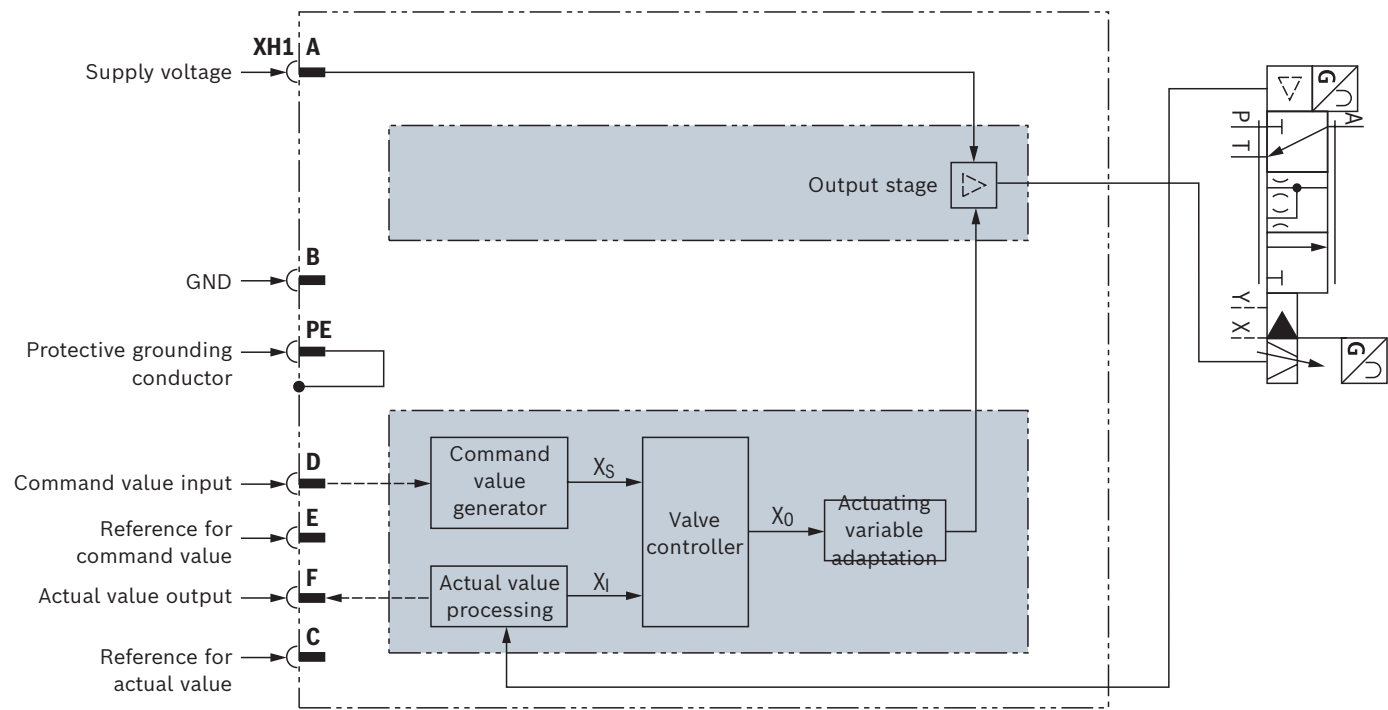 XH1 A
Supply voltage
Output stage
B
GND
PE
Protective grounding
conductor
D
Command value input
E
Reference for
command value
F
Actual value output
C
Reference for
actual value
Command
value
generator
XS
Actual value
processing
XI
Valve
controller
X0
Actuating
variable
adaptation
G
P
A
T
Y
X
G